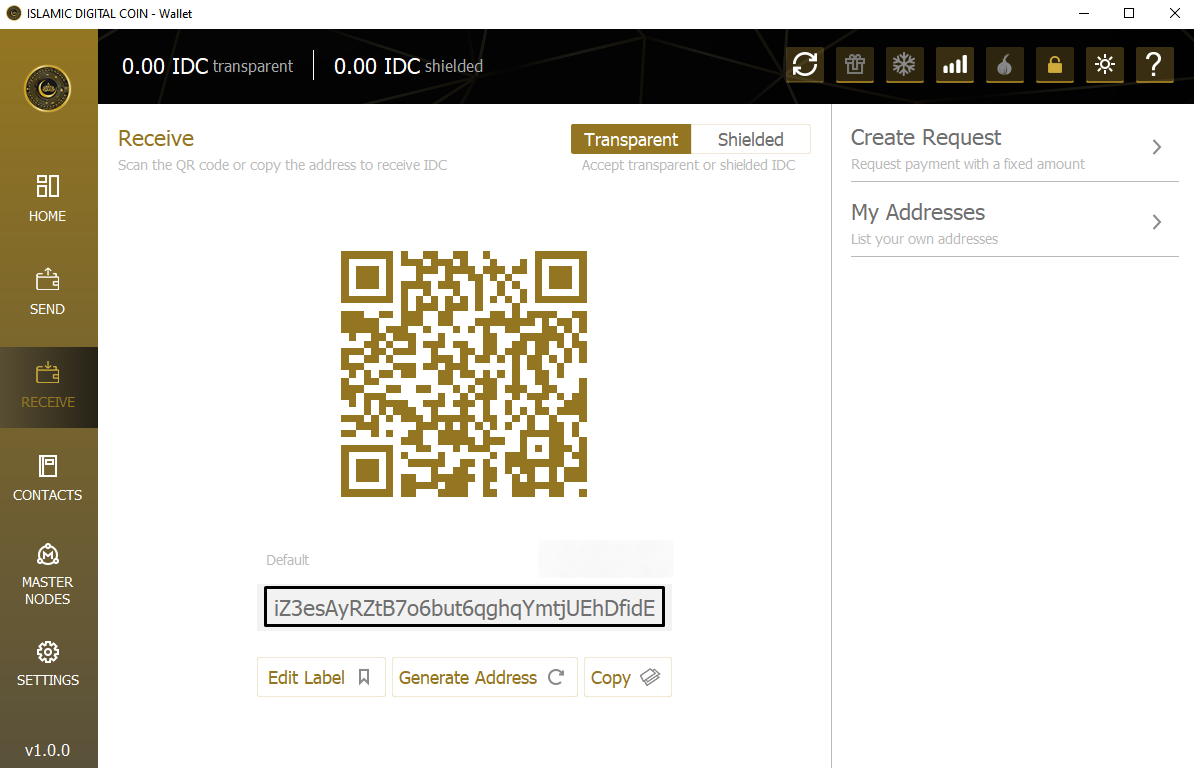 ISLAMIC DIGITAL COIN - Wallet
0.00 IDC transparent
0.00 IDC shielded
HOME
SEND
RECEIVE
CONTACTS
MASTER
NODES
SETTINGS
v1.0.0
Receive
Scan the QR code or copy the address to receive IDC
Transparent
Shielded
Accept transparent or shielded IDC
Default
iZ3esAyRZtB7o6but6qghqYmtjUEhDfidE
Edit Label
Generate Address
Copy
Create Request
Request payment with a fixed amount
My Addresses
List your own addresses